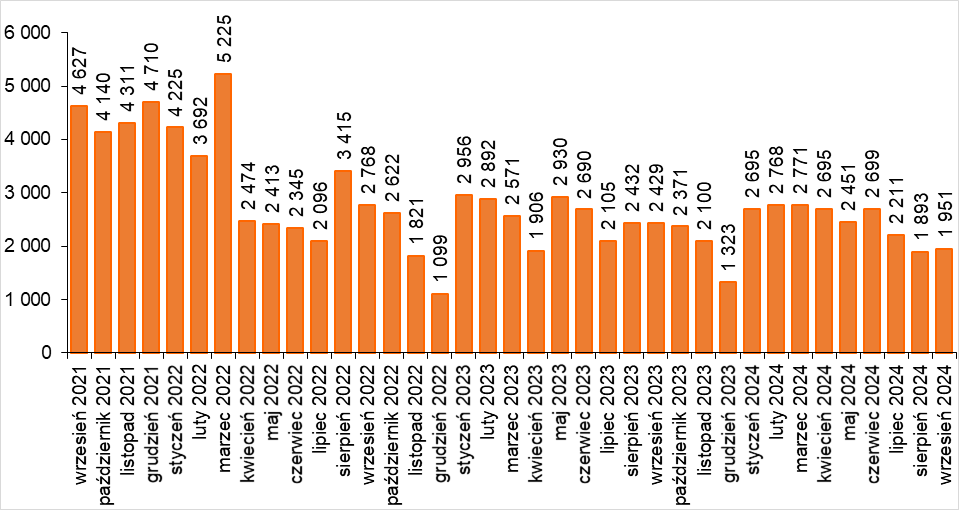 6 000
5 000
4 000
3 000
2 000
1 000
0
4 627
4 140
4 311
4 710
4 225
3 692
5 225
2 474
2 413
2 345
2 096
3 415
2 768
2 622
1 821
1 099
2 956
2 892
2 571
1 906
2 930
2 690
2 105
2 432
2 429
2 371
2 100
1 323
2 695
2 768
2 771
2 695
2 451
2 699
2 211
1 893
1 951
wrzesień 2021
październik 2021
listopad 2021
grudzień 2021
styczeń 2022
luty 2022
marzec 2022
kwiecień 2022
maj 2022
czerwiec 2022
lipiec 2022
sierpień 2022
wrzesień 2022
październik 2022
listopad 2022
grudzień 2022
styczeń 2023
luty 2023
marzec 2023
kwiecień 2023
maj 2023
czerwiec 2023
lipiec 2023
sierpień 2023
wrzesień 2023
październik 2023
listopad 2023
grudzień 2023
styczeń 2024
luty 2024
marzec 2024
kwiecień 2024
maj 2024
czerwiec 2024
lipiec 2024
sierpień 2024
wrzesień 2024